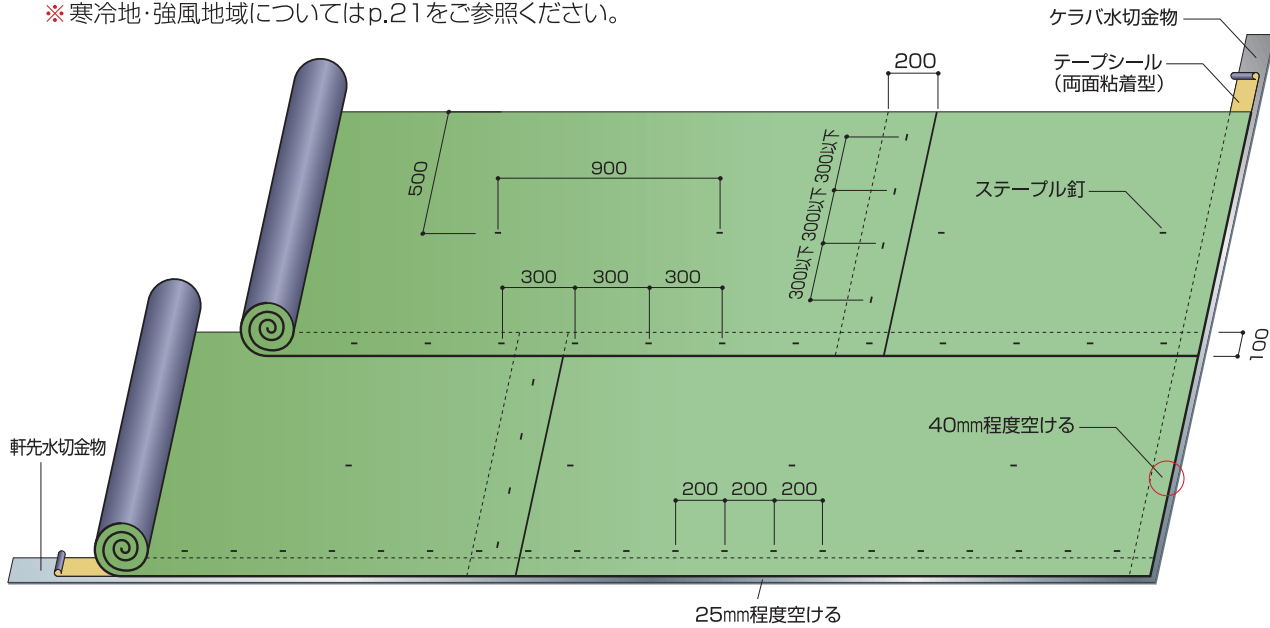 ※寒冷地・強風地域についてはp.21をご参照ください。
ケラバ水切金物
テープシール
（両面粘着型）
200
500
900
300以下
300以下
300以下
ステープル釘
300
300
300
100
40mm程度空ける
軒先水切金物
200
200
200
25mm程度空ける